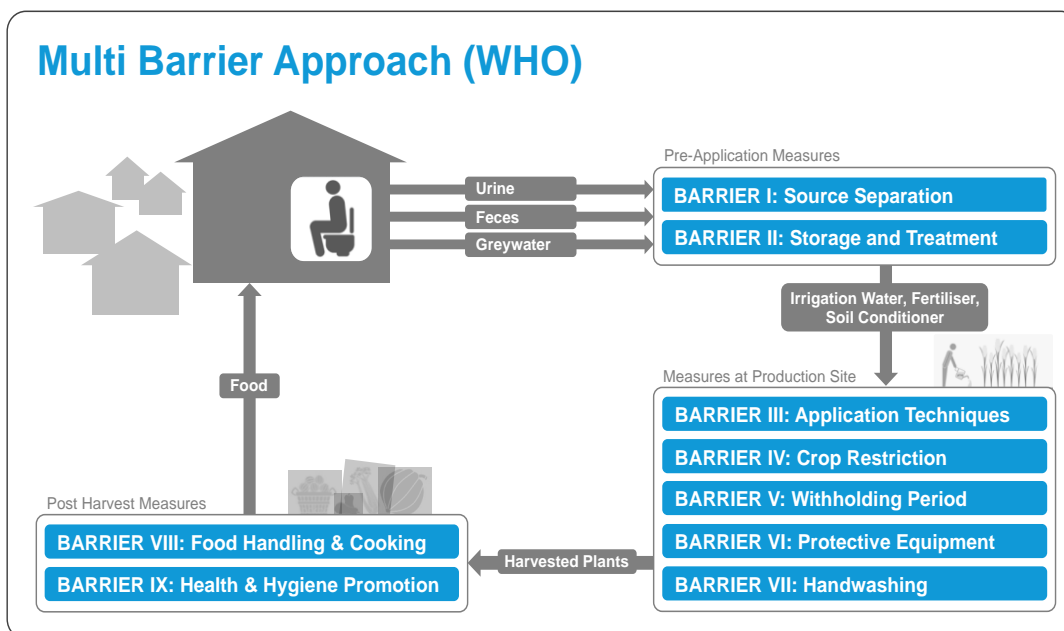 Multi Barrier Approach (WHO)
Urine
Feces
Greywater
Pre-Application Measures
BARRIER I: Source Separation
BARRIER II: Storage and Treatment
Irrigation Water, Fertiliser,
Soil Conditioner
Measures at Production Site
BARRIER III: Application Techniques
BARRIER IV: Crop Restriction
BARRIER V: Withholding Period
BARRIER VI: Protective Equipment
BARRIER VII: Handwashing
Harvested Plants
Post Harvest Measures
BARRIER VIII: Food Handling & Cooking
BARRIER IX: Health & Hygiene Promotion
Food